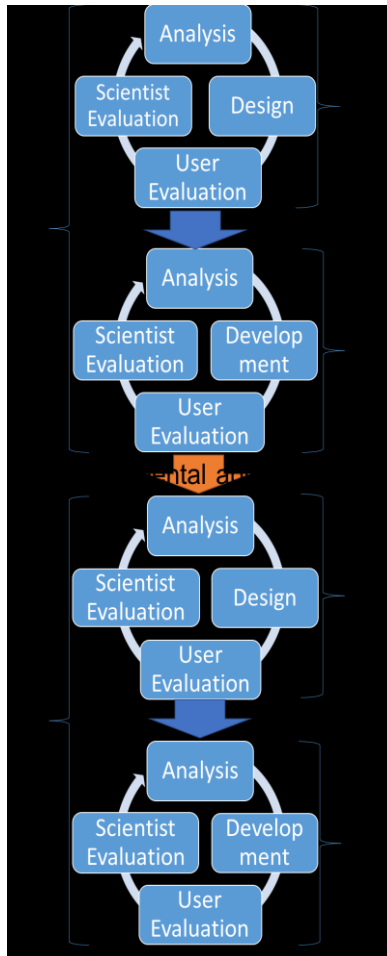 Analysis
Scientist
Evaluation
Design
User
Evaluation
Analysis
Scientist
Evaluation
Develop
ment
User
Evaluation
ental
Analysis
Scientist
Evaluation
Design
User
Evaluation
Analysis
Scientist
Evaluation
Develop
ment
User
Evaluation